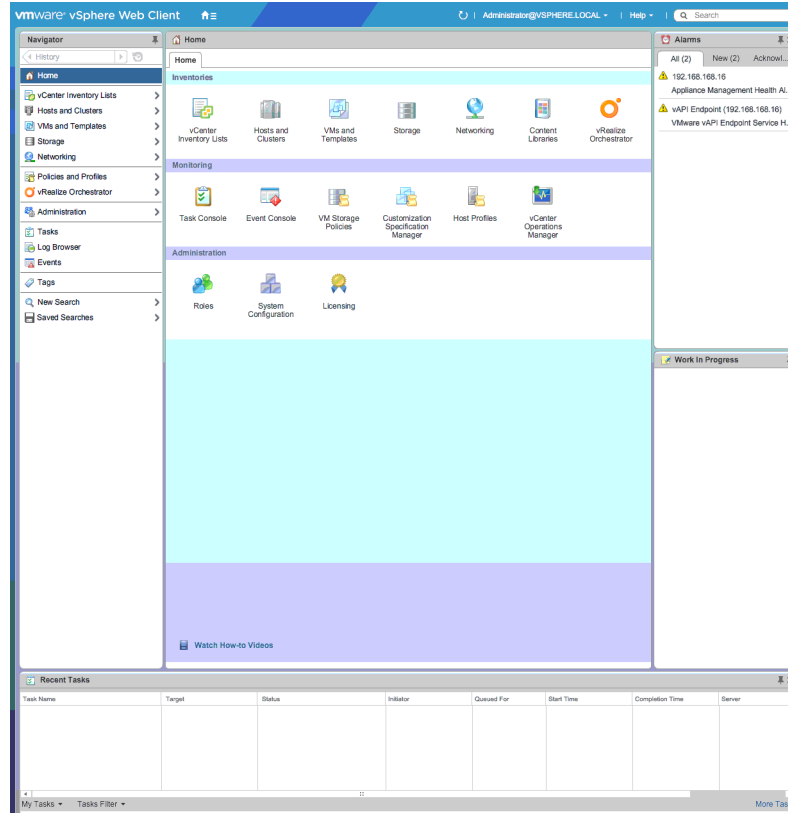 vmware® vSphere Web Client
Administrator@VSPHERE.LOCAL
Help
Search
Navigator
History
Home
vCenter Inventory Lists
Hosts and Clusters
VMs and Templates
Storage
Networking
Policies and Profiles
vRealize Orchestrator
Administration
Tasks
Log Browser
Events
Tags
New Search
Saved Searches
Home
Home
Inventories
vCenter
Inventory Lists
Hosts and
Clusters
VMs and
Templates
Storage
Networking
Content
Libraries
vRealize
Orchestrator
Monitoring
Task Console
Event Console
VM Storage
Policies
Customization
Specification
Manager
Host Profiles
vCenter
Operations
Manager
Administration
Roles
System
Configuration
Licensing
Watch How-to Videos
Alarms
All (2)
New (2)
Acknowl...
192.168.168.16
Appliance Management Health Al.
vAPI Endpoint (192.168.168.16)
VMware vAPI Endpoint Service H.
Work In Progress
Recent Tasks
Task Name
Target
Status
Initiator
Queued For
Start Time
Completion Time
Server
My Tasks
Tasks Filter
More Tas